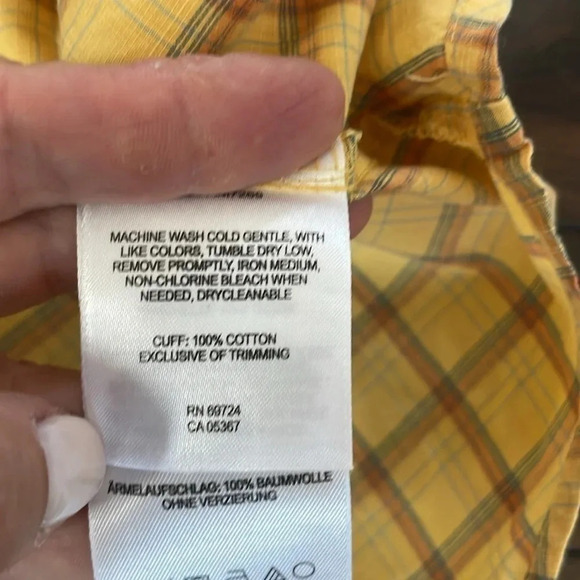 MACHINE WASH COLD GENTLE, WITH
LIKE COLORS, TUMBLE DRY LOW,
REMOVE PROMPTLY, IRON MEDIUM,
NON-CHLORINE BLEACH WHEN
NEEDED, DRYCLEANABLE
CUFF: 100% COTTON
EXCLUSIVE OF TRIMMING
RN 69724
CA 05367
ÄRMELAUFSCHLAG: 100% BAUMWOLLE
OHNE VERZIERUNG